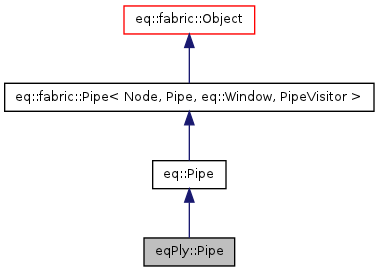 eq::fabric::Object
eq::fabric::Pipe< Node, Pipe, eq::Window, PipeVisitor >
eq::Pipe
eqPly::Pipe